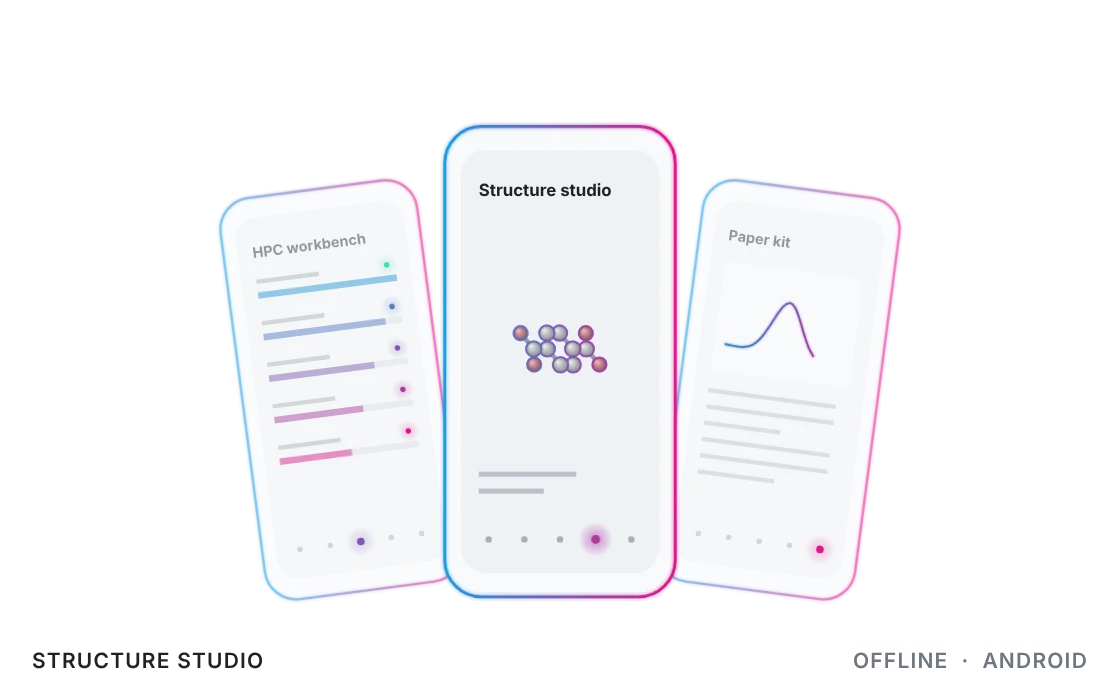 HPC workbench
Structure studio
Paper kit
STRUCTURE STUDIO
OFFLINE · ANDROID